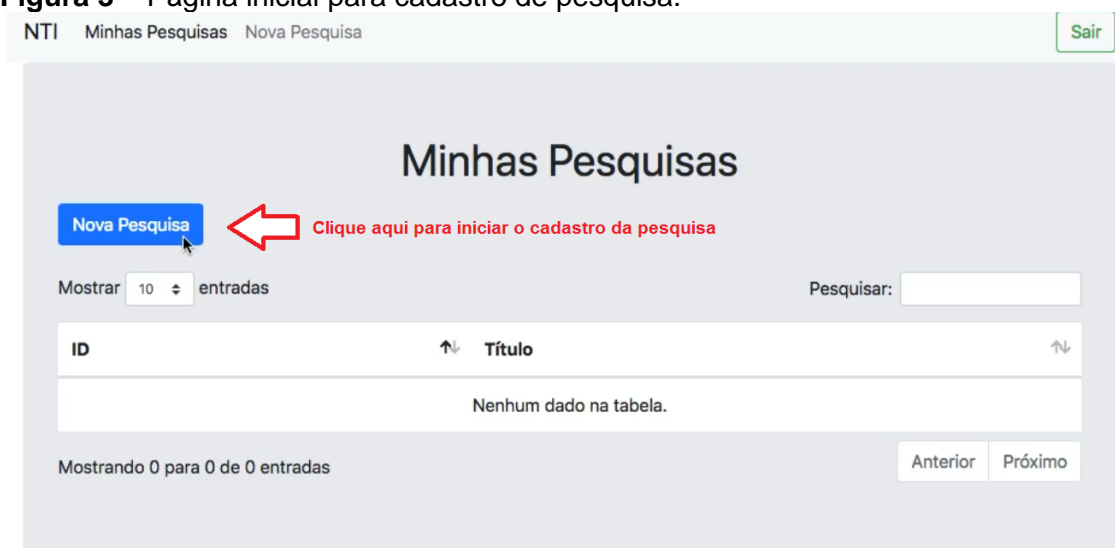 Figura 3 – Página inicial para cadastro de pesquisa.
NTI Minhas Pesquisas Nova Pesquisa Sair
Minhas Pesquisas
Nova Pesquisa Clique aqui para iniciar o cadastro da pesquisa
Mostrar 10 entradas Pesquisar:
ID Título
Nenhum dado na tabela.
Mostrando 0 para 0 de 0 entradas Anterior Próximo